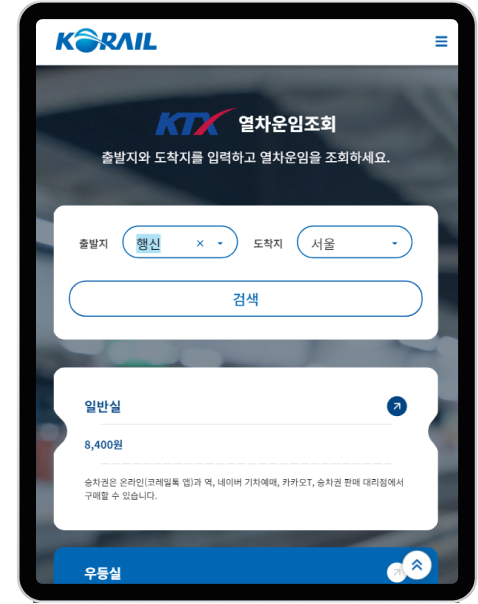 KORAIL
KTX 열차운임조회
출발지와 도착지를 입력하고 열차운임을 조회하세요.
출발지 행신 × 도착지 서울
검색
일반실
8,400원
승차권은 온라인(코레일톡 앱)과 역, 네이버 기차예매, 카카오T, 승차권 판매 대리점에서
구매할 수 있습니다.
우등실